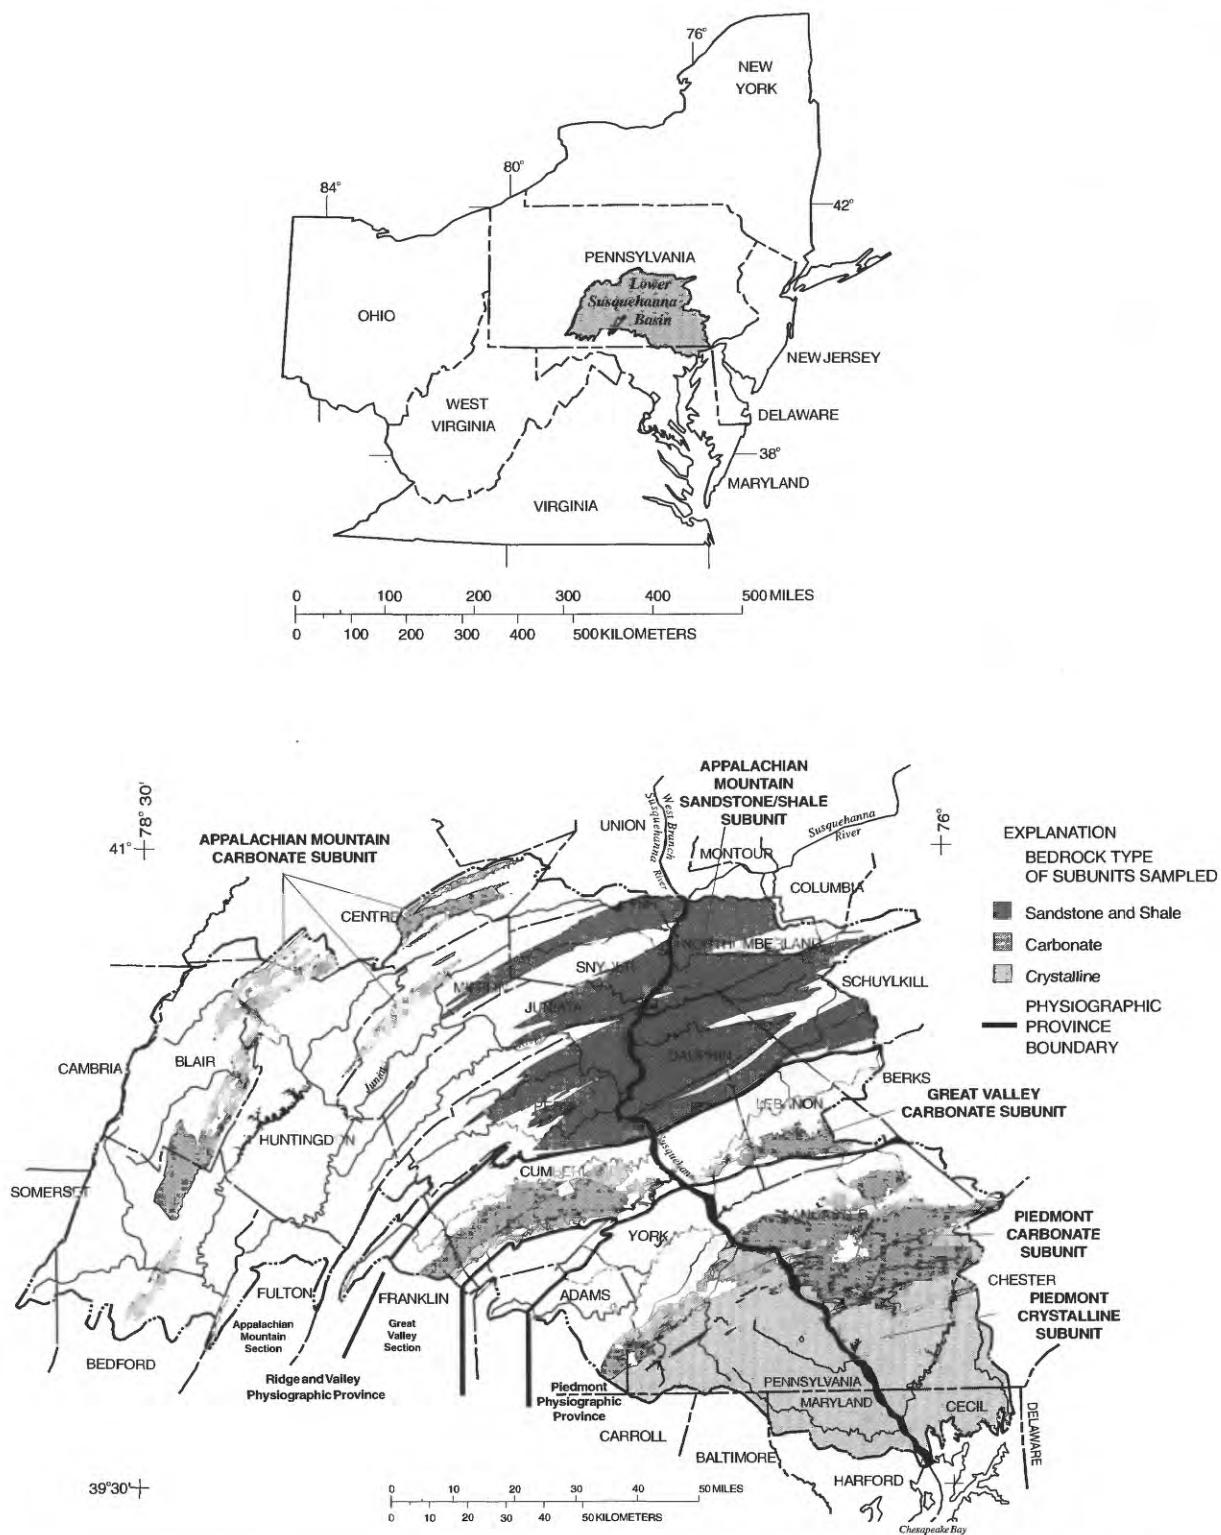 76°
NEW
YORK
80°
84°
42°
PENNSYLVANIA
Lower
Susquehanna
Basin
OHIO
NEW JERSEY
WEST
VIRGINIA
DELAWARE
38°
MARYLAND
VIRGINIA
0 100 200 300 400 500 MILES
0 100 200 300 400 500 KILOMETERS
78° 30'
41°
76°
APPALACHIAN
MOUNTAIN
SANDSTONE/SHALE
SUBUNIT
UNION
West Branch
Susquehanna
River
Susquehanna
River
MONTOUR
COLUMBIA
APPALACHIAN MOUNTAIN
CARBONATE SUBUNIT
EXPLANATION
BEDROCK TYPE
OF SUBUNITS SAMPLED
Sandstone and Shale
Carbonate
Crystalline
PHYSIOGRAPHIC
PROVINCE
BOUNDARY
CENTRE
NORTHUMBERLAND
SNYDER
SCHUYLKILL
JUNIATA
CAMBRIA
BLAIR
DAUPHIN
BERKS
LEBANON
GREAT VALLEY
CARBONATE SUBUNIT
HUNTINGDON
CUMBERLAND
SOMERSET
YORK
LANCASTER
PIEDMONT
CARBONATE
SUBUNIT
CHESTER
PIEDMONT
CRYSTALLINE
SUBUNIT
FULTON
FRANKLIN
ADAMS
Appalachian
Mountain
Section
Great
Valley
Section
BEDFORD
Ridge and Valley
Physiographic Province
Piedmont
Physiographic
Province
PENNSYLVANIA
MARYLAND
CECIL
DELAWARE
CARROLL
BALTIMORE
HARFORD
39°30'
0 10 20 30 40 50 MILES
0 10 20 30 40 50 KILOMETERS
Chesapeake Bay